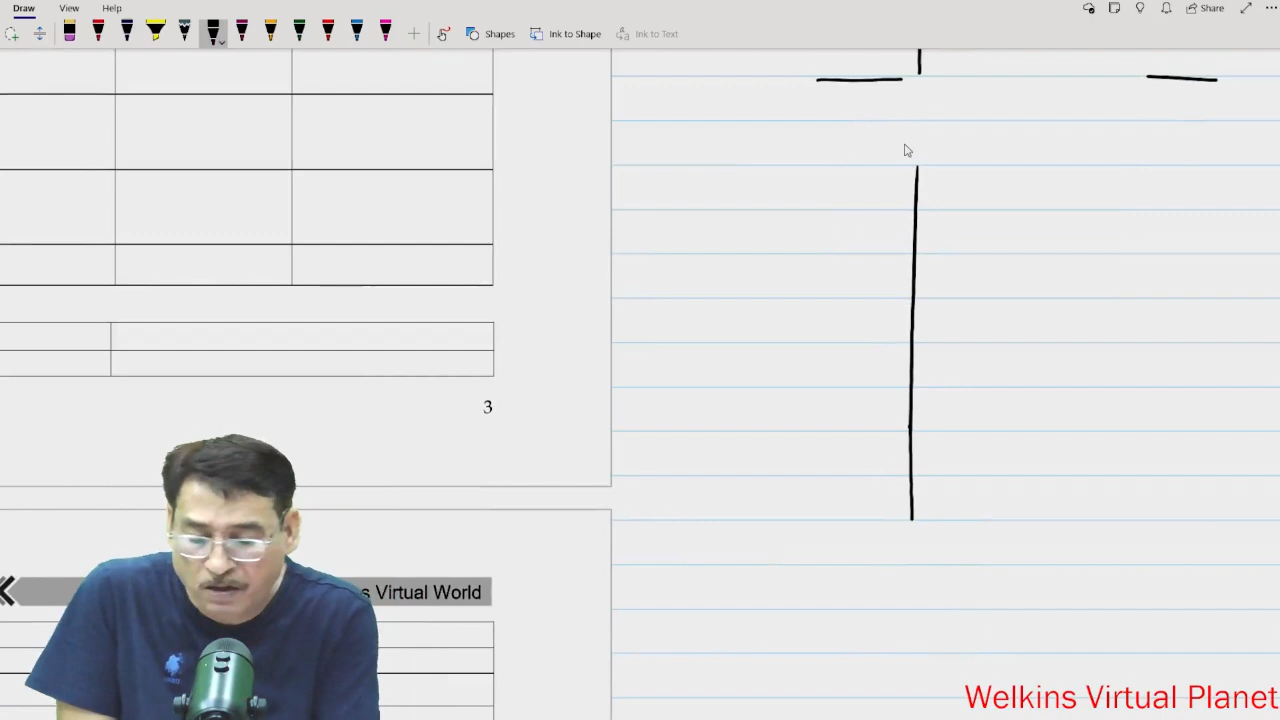 Draw View Help
Shapes Ink to Shape Ink to Text Share
3
s Virtual World
Welkins Virtual Planet